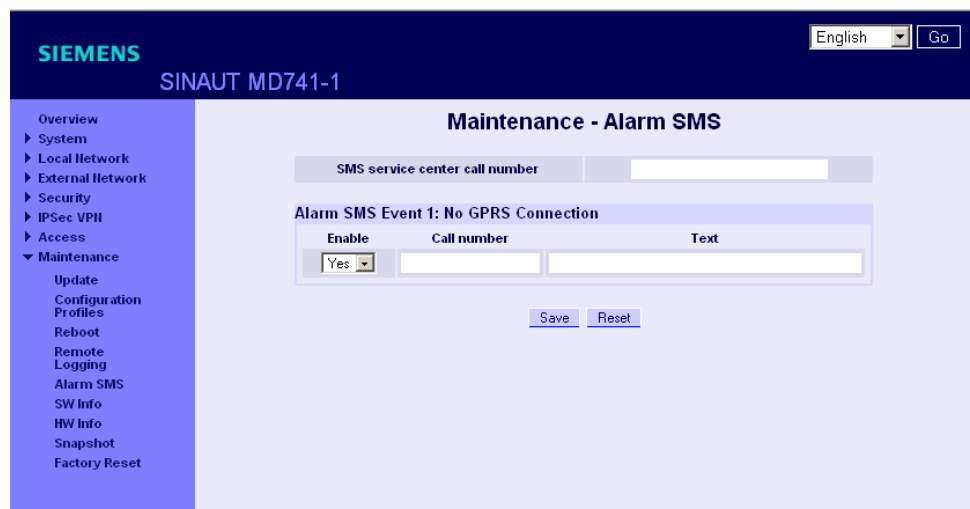 English
Go
SIEMENS
SINAUT MD741-1
Overview
System
Local Network
External Network
Security
IPSec VPN
Access
Maintenance
Update
Configuration
Profiles
Reboot
Remote
Logging
Alarm SMS
SW Info
HW Info
Snapshot
Factory Reset
Maintenance - Alarm SMS
SMS service center call number
Alarm SMS Event 1: No GPRS Connection
Enable Call number Text
Yes
Save Reset